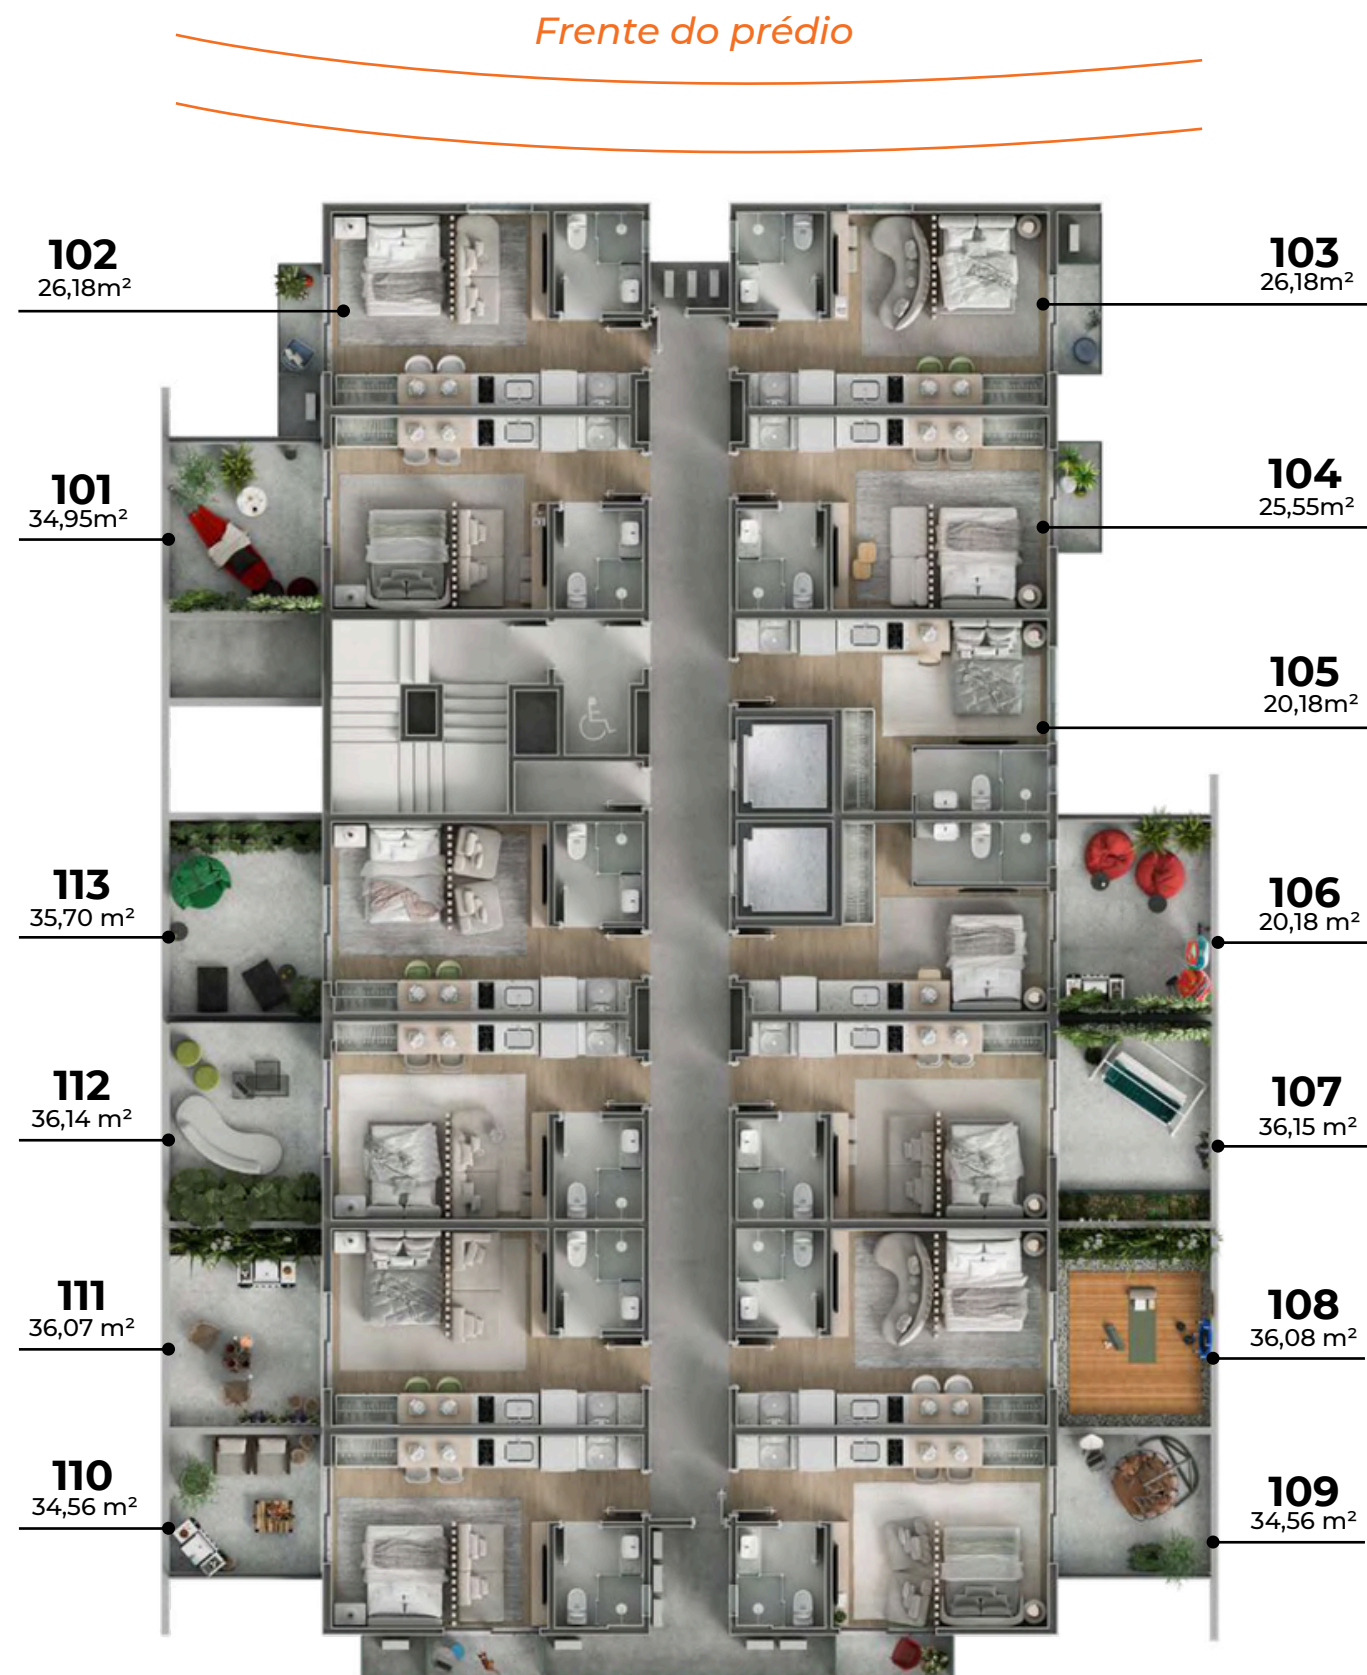 Frente do prédio
102
26,18m²
103
26,18m²
101
34,95m²
104
25,55m²
105
20,18m²
113
35,70 m²
106
20,18 m²
112
36,14 m²
107
36,15 m²
111
36,07 m²
108
36,08 m²
110
34,56 m²
109
34,56 m²